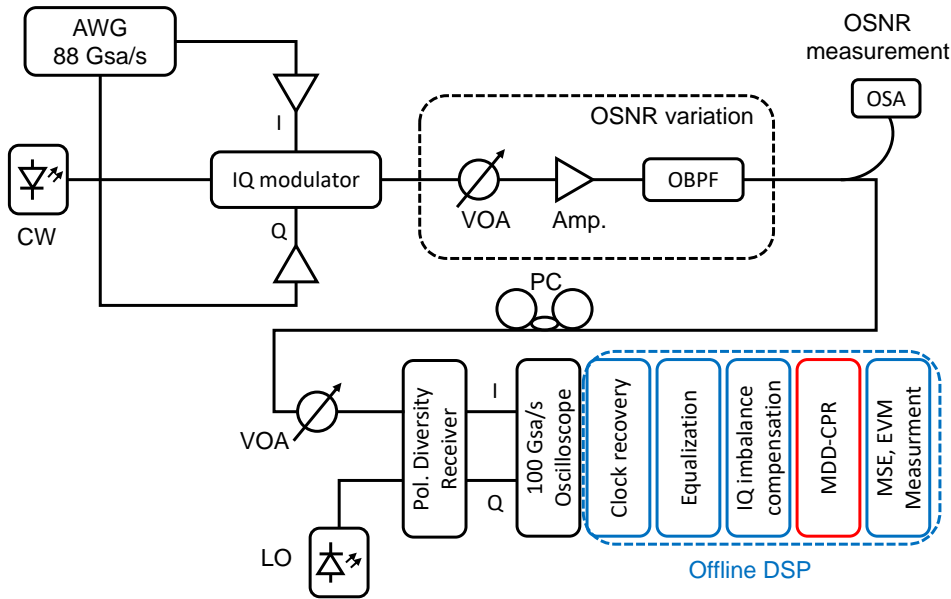 AWG
88 Gsa/s
OSNR
measurement
OSA
OSNR variation
I
IQ modulator
OBPF
CW
Q
VOA
Amp.
PC
VOA
Pol. Diversity
Receiver
I
Q
100 Gsa/s
Oscilloscope
Clock recovery
Equalization
IQ imbalance
compensation
MDD-CPR
MSE, EVM
Measurment
LO
Offline DSP